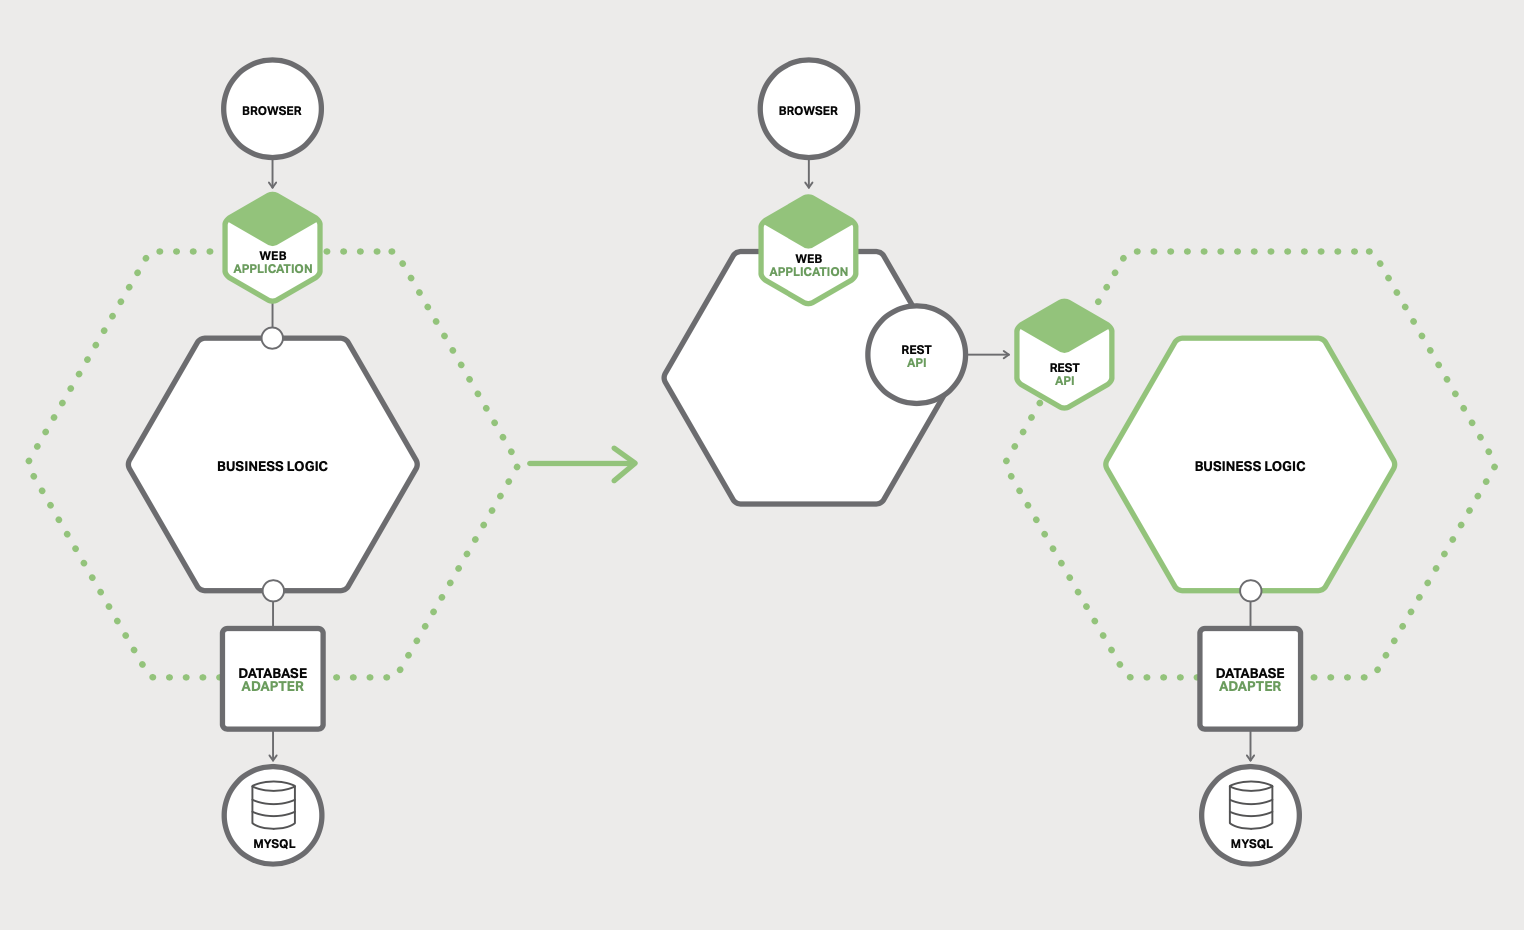 BROWSER
WEB
APPLICATION
BUSINESS LOGIC
DATABASE
ADAPTER
MYSQL
BROWSER
WEB
APPLICATION
REST
API
REST
API
BUSINESS LOGIC
DATABASE
ADAPTER
MYSQL